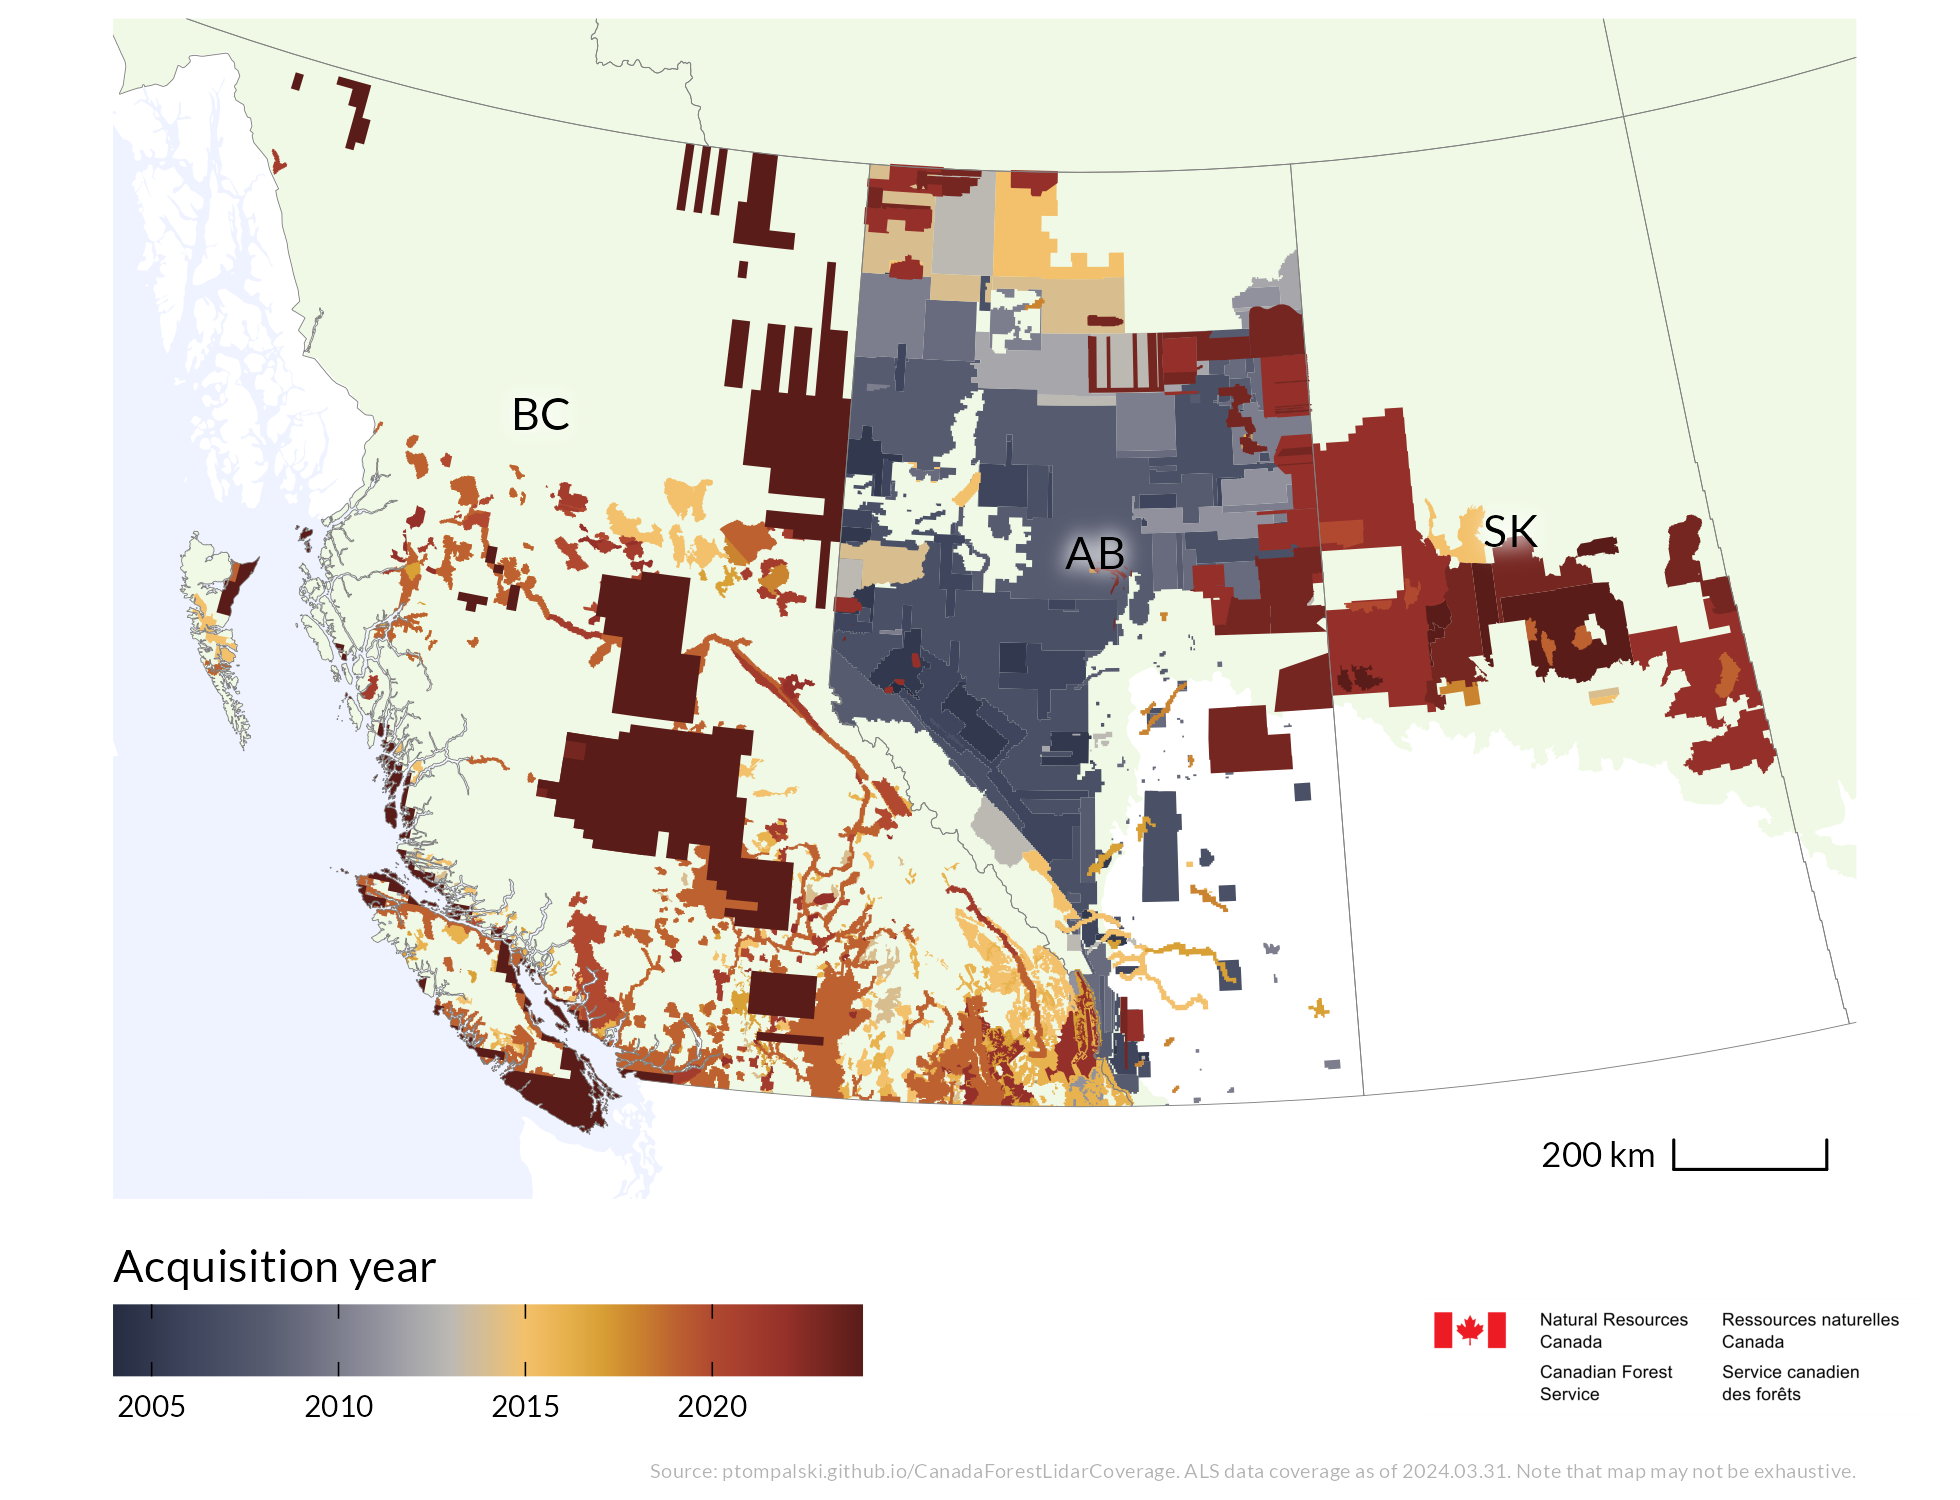 BC
AB
SK
200 km
Acquisition year
2005 2010 2015 2020
Natural Resources Canada
Ressources naturelles Canada
Canadian Forest Service
Service canadien des forêts
Source: ptompalski.github.io/CanadaForestLidarCoverage. ALS data coverage as of 2024.03.31. Note that map may not be exhaustive.